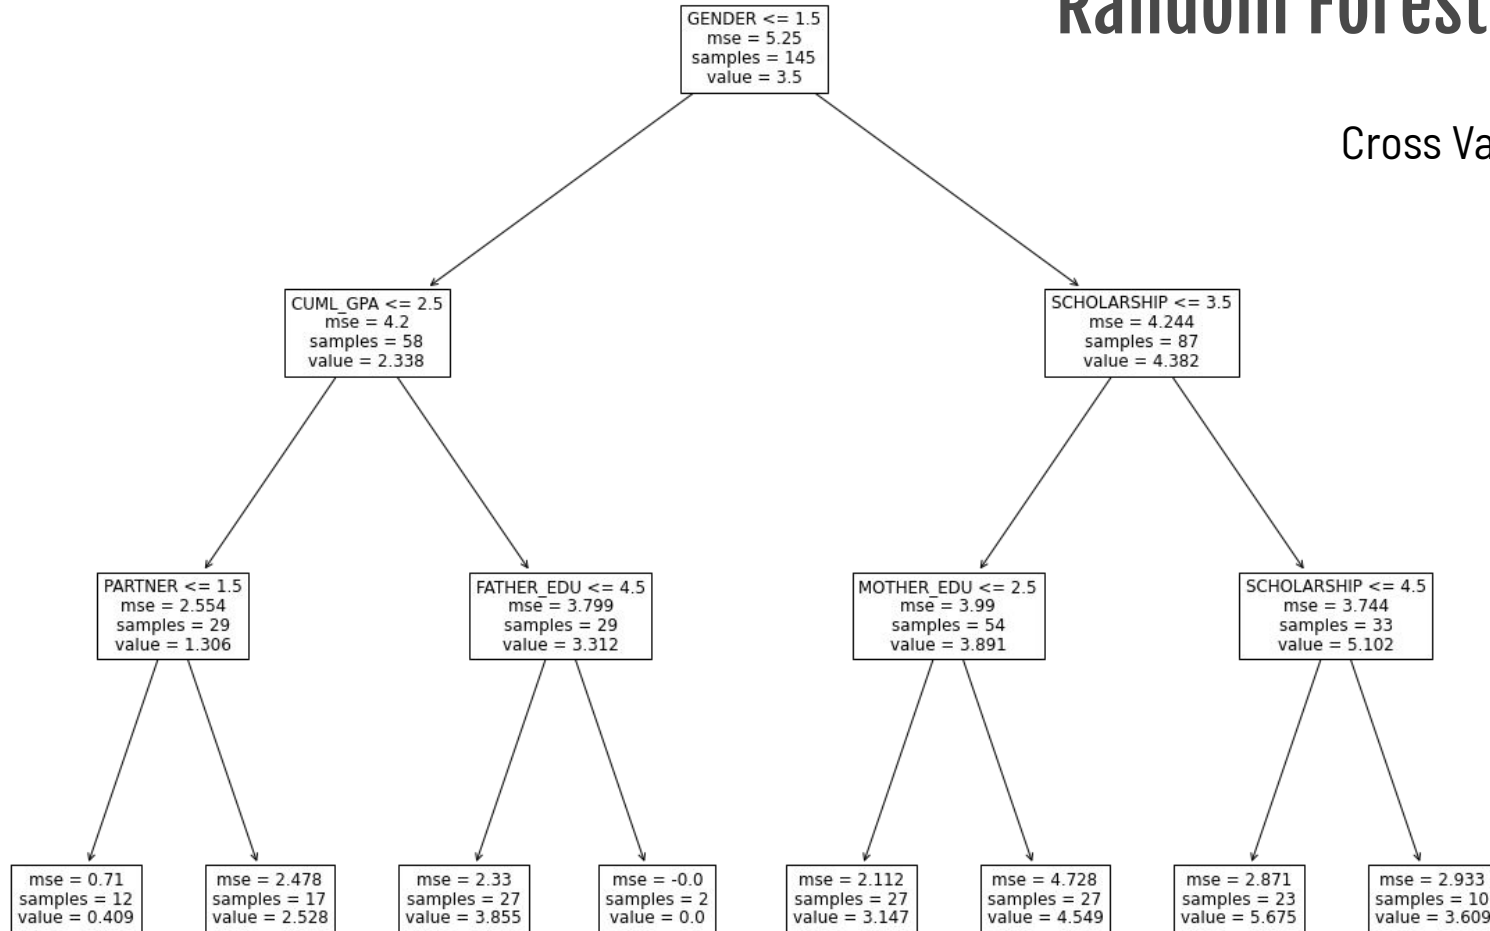 Random Forest
Cross Va
GENDER <= 1.5
mse = 5.25
samples = 145
value = 3.5
CUML_GPA <= 2.5
mse = 4.2
samples = 58
value = 2.338
SCHOLARSHIP <= 3.5
mse = 4.244
samples = 87
value = 4.382
PARTNER <= 1.5
mse = 2.554
samples = 29
value = 1.306
FATHER_EDU <= 4.5
mse = 3.799
samples = 29
value = 3.312
MOTHER_EDU <= 2.5
mse = 3.99
samples = 54
value = 3.891
SCHOLARSHIP <= 4.5
mse = 3.744
samples = 33
value = 5.102
mse = 0.71
samples = 12
value = 0.409
mse = 2.478
samples = 17
value = 2.528
mse = 2.33
samples = 27
value = 3.855
mse = -0.0
samples = 2
value = 0.0
mse = 2.112
samples = 27
value = 3.147
mse = 4.728
samples = 27
value = 4.549
mse = 2.871
samples = 23
value = 5.675
mse = 2.933
samples = 10
value = 3.609